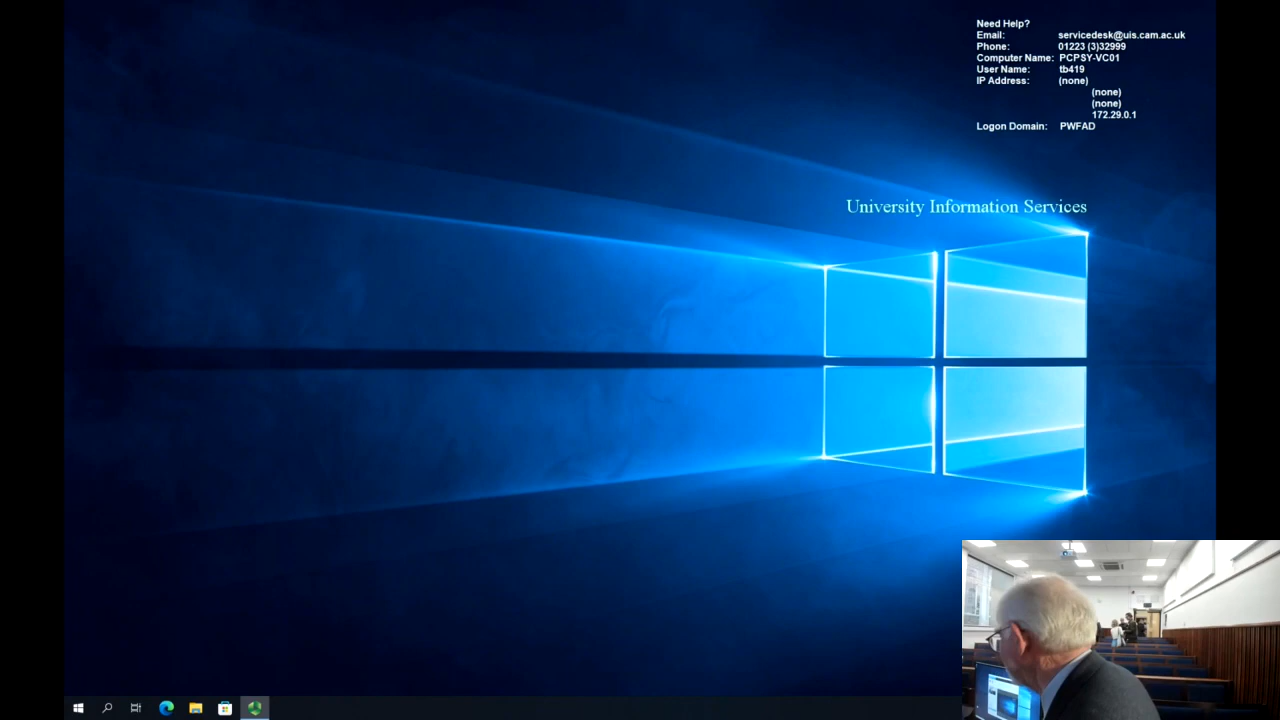 Need Help?
Email: servicedesk@uis.cam.ac.uk
Phone: 01223 (3)32999
Computer Name: PCPSY-VC01
User Name: tb419
IP Address: (none)
(none)
(none)
172.29.0.1
Logon Domain: PWFAD
University Information Services